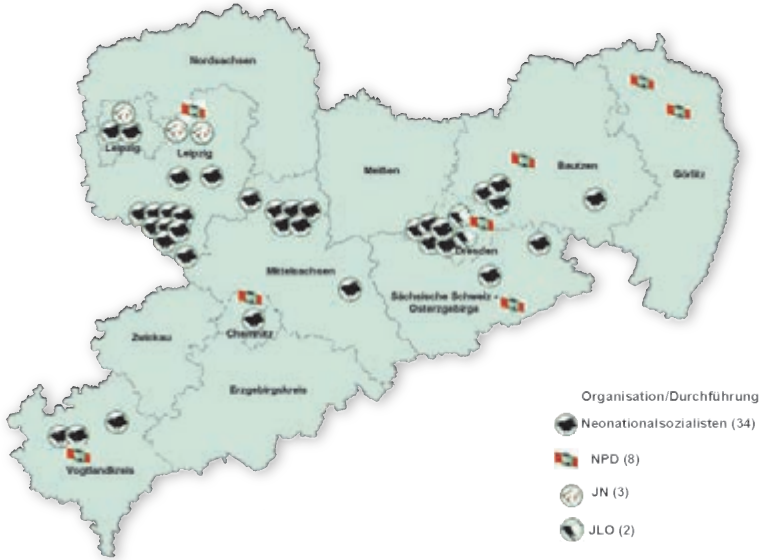 Nordsachsen
Leipzig
Leipzig
Meißen
Bautzen
Görlitz
Dresden
Mittelsachsen
Sächsische Schweiz -
Osterzgebirge
Chemnitz
Zwickau
Erzgebirgskreis
Vogtlandkreis
Organisation/Durchführung
Neonationalsozialisten (34)
NPD (8)
JN (3)
JLO (2)